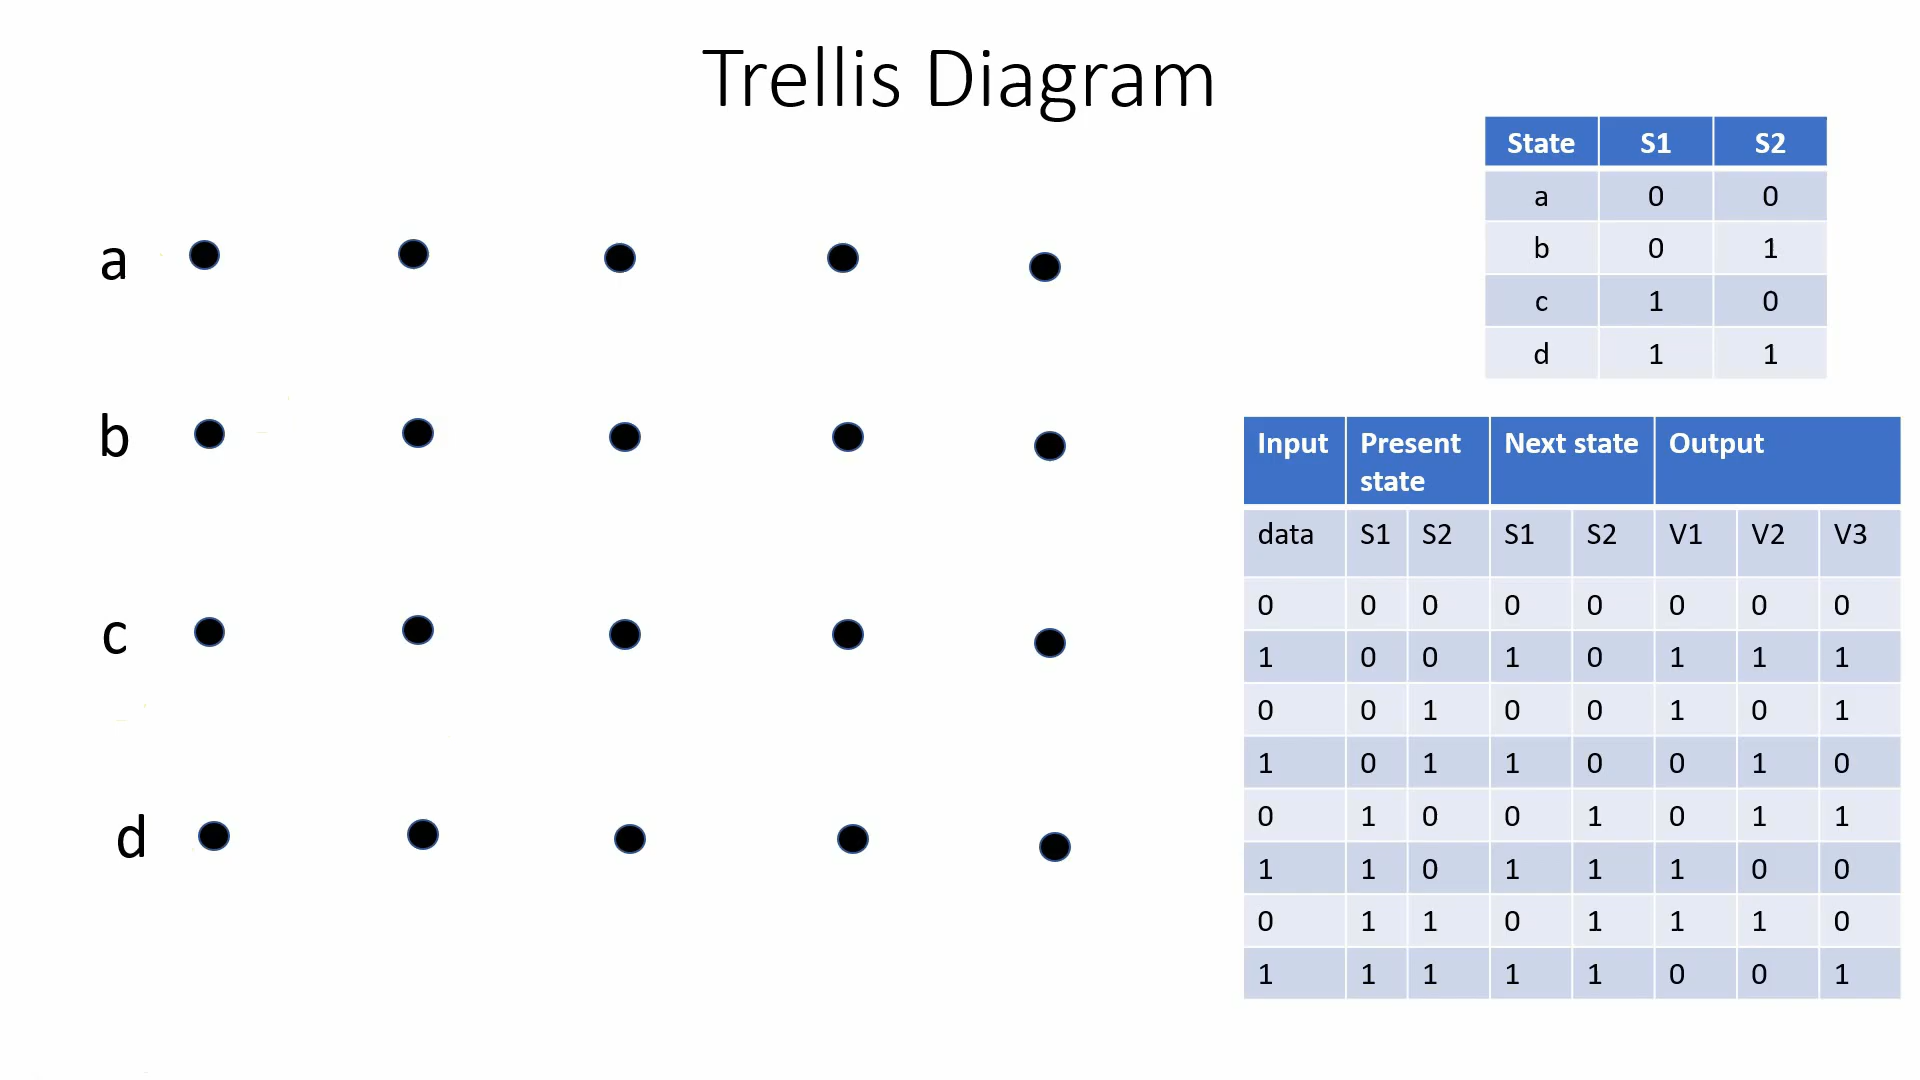 Trellis Diagram
a
b
c
d
State S1 S2
a 0 0
b 0 1
c 1 0
d 1 1
Input Present state Next state Output
data S1 S2 S1 S2 V1 V2 V3
0 0 0 0 0 0 0 0
1 0 0 1 0 1 1 1
0 0 1 0 0 1 0 1
1 0 1 1 0 0 1 0
0 1 0 0 1 0 1 1
1 1 0 1 1 1 0 0
0 1 1 0 1 1 1 0
1 1 1 1 1 0 0 1